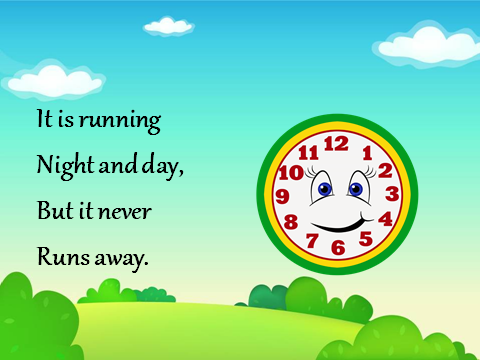 It is running
Night and day,
But it never
Runs away.
12
11 1
10 2
9 3
8 4
7 5
6